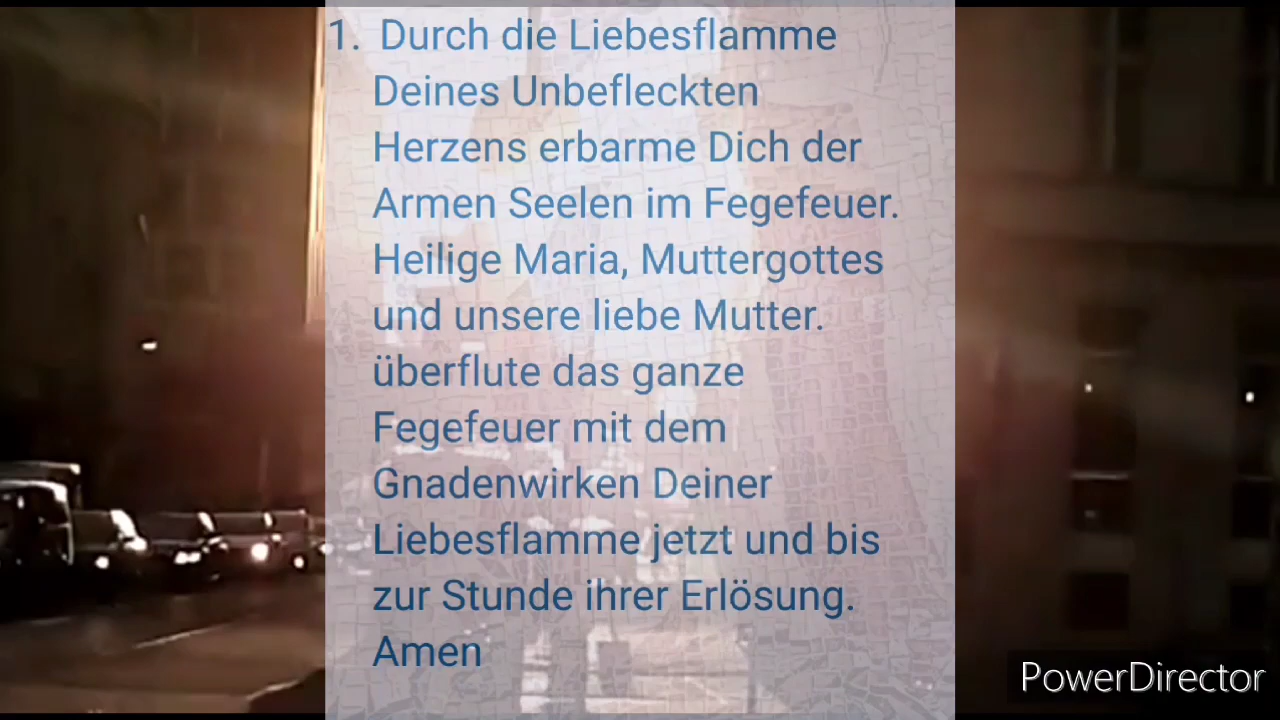 1. Durch die Liebesflamme
Deines Unbefleckten
Herzens erbarme Dich der
Armen Seelen im Fegefeuer.
Heilige Maria, Muttergottes
und unsere liebe Mutter.
überflute das ganze
Fegefeuer mit dem
Gnadenwirken Deiner
Liebesflamme jetzt und bis
zur Stunde ihrer Erlösung.
Amen
PowerDirector